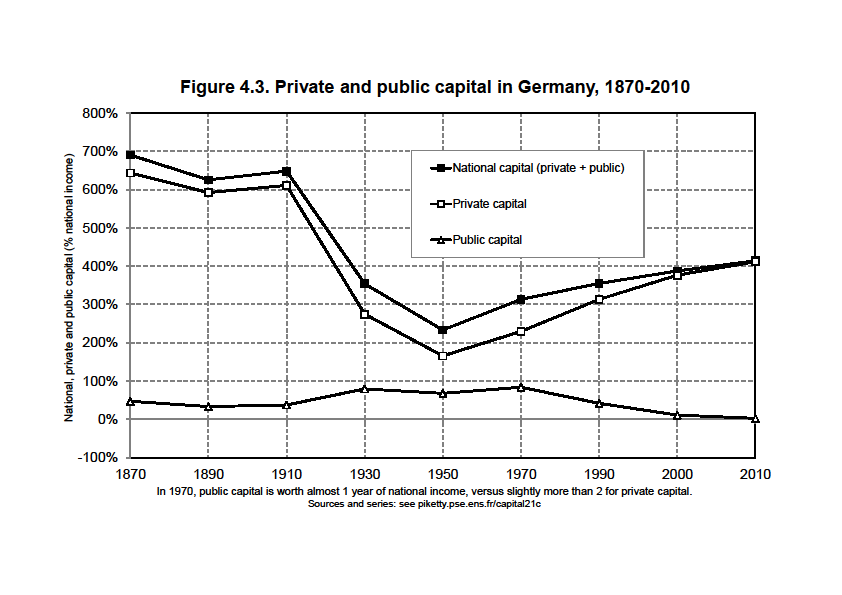 Figure 4.3. Private and public capital in Germany, 1870-2010
National, private and public capital (% national income)
800%
700%
600%
500%
400%
300%
200%
100%
0%
-100%
National capital (private + public)
Private capital
Public capital
1870 1890 1910 1930 1950 1970 1990 2000 2010
In 1970, public capital is worth almost 1 year of national income, versus slightly more than 2 for private capital.
Sources and series: see piketty.pse.ens.fr/capital21c